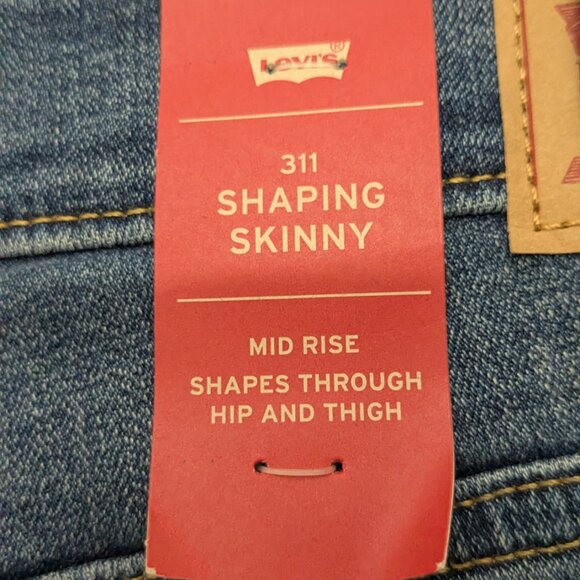 Levi's®
311
SHAPING
SKINNY
MID RISE
SHAPES THROUGH
HIP AND THIGH